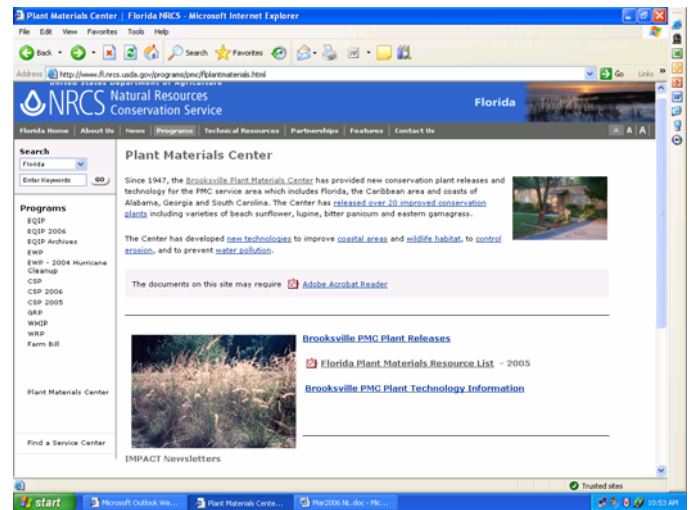 Plant Materials Center | Florida NRCS - Microsoft Internet Explorer
File Edit View Favorites Tools Help
Back Search Favorites
Address http://www.fl.nrcs.usda.gov/programs/pmc/flplantmaterials.html Go Links »
United States Department of Agriculture
NRCS Natural Resources
Conservation Service
Florida
Florida Home | About Us | News | Programs | Technical Resources | Partnerships | Features | Contact Us A A A
Search
Florida
Enter Keywords GO
Programs
EQIP
EQIP 2006
EQIP Archives
EWP
EWP - 2004 Hurricane
Cleanup
CSP
CSP 2006
CSP 2005
GRP
WHIP
WRP
Farm Bill
Plant Materials Center
Find a Service Center
Plant Materials Center
Since 1947, the Brooksville Plant Materials Center has provided new conservation plant releases and
technology for the PMC service area which includes Florida, the Caribbean area and coasts of
Alabama, Georgia and South Carolina. The Center has released over 20 improved conservation
plants including varieties of beach sunflower, lupine, bitter panicum and eastern gamagrass.
The Center has developed new technologies to improve coastal areas and wildlife habitat, to control
erosion, and to prevent water pollution.
The documents on this site may require Adobe Acrobat Reader
Brooksville PMC Plant Releases
Florida Plant Materials Resource List - 2005
Brooksville PMC Plant Technology Information
IMPACT Newsletters
Trusted sites
start Microsoft Outlook We... Plant Materials Cente... Mar2006 NL.doc - Mic... 10:53 AM